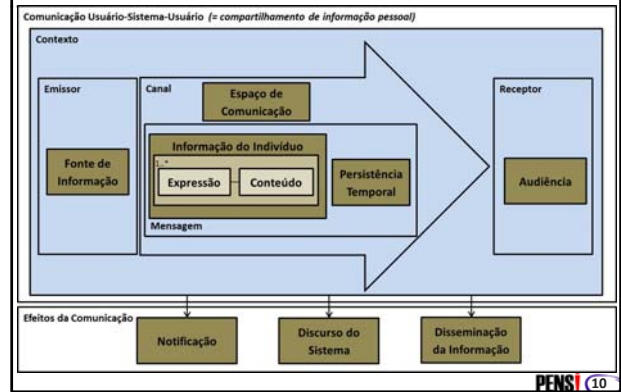 Comunicação Usuário-Sistema-Usuário (= compartilhamento de informação pessoal)
Contexto
Emissor
Fonte de
Informação
Canal
Espaço de
Comunicação
Informação do Indivíduo
1..*
Expressão
Conteúdo
Persistência
Temporal
Mensagem
Receptor
Audiência
Efeitos da Comunicação
Notificação
Discurso do
Sistema
Disseminação
da Informação
PENSi 10